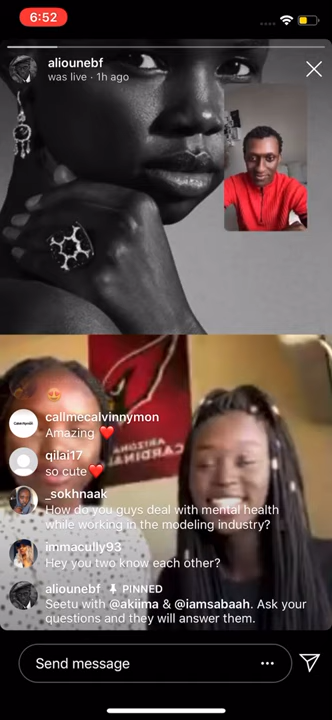 6:52
aliounebf
was live · 1h ago
ARIZONA
CARDINALS
callmecalvinnymon
Amazing ❤️
qilai17
so cute❤️
_sokhnaak
How do you guys deal with mental health
while working in the modeling industry?
immacully93
Hey you two know each other?
aliounebf PINNED
Seetu with @akiima & @iamsabaah. Ask your
questions and they will answer them.
Send message